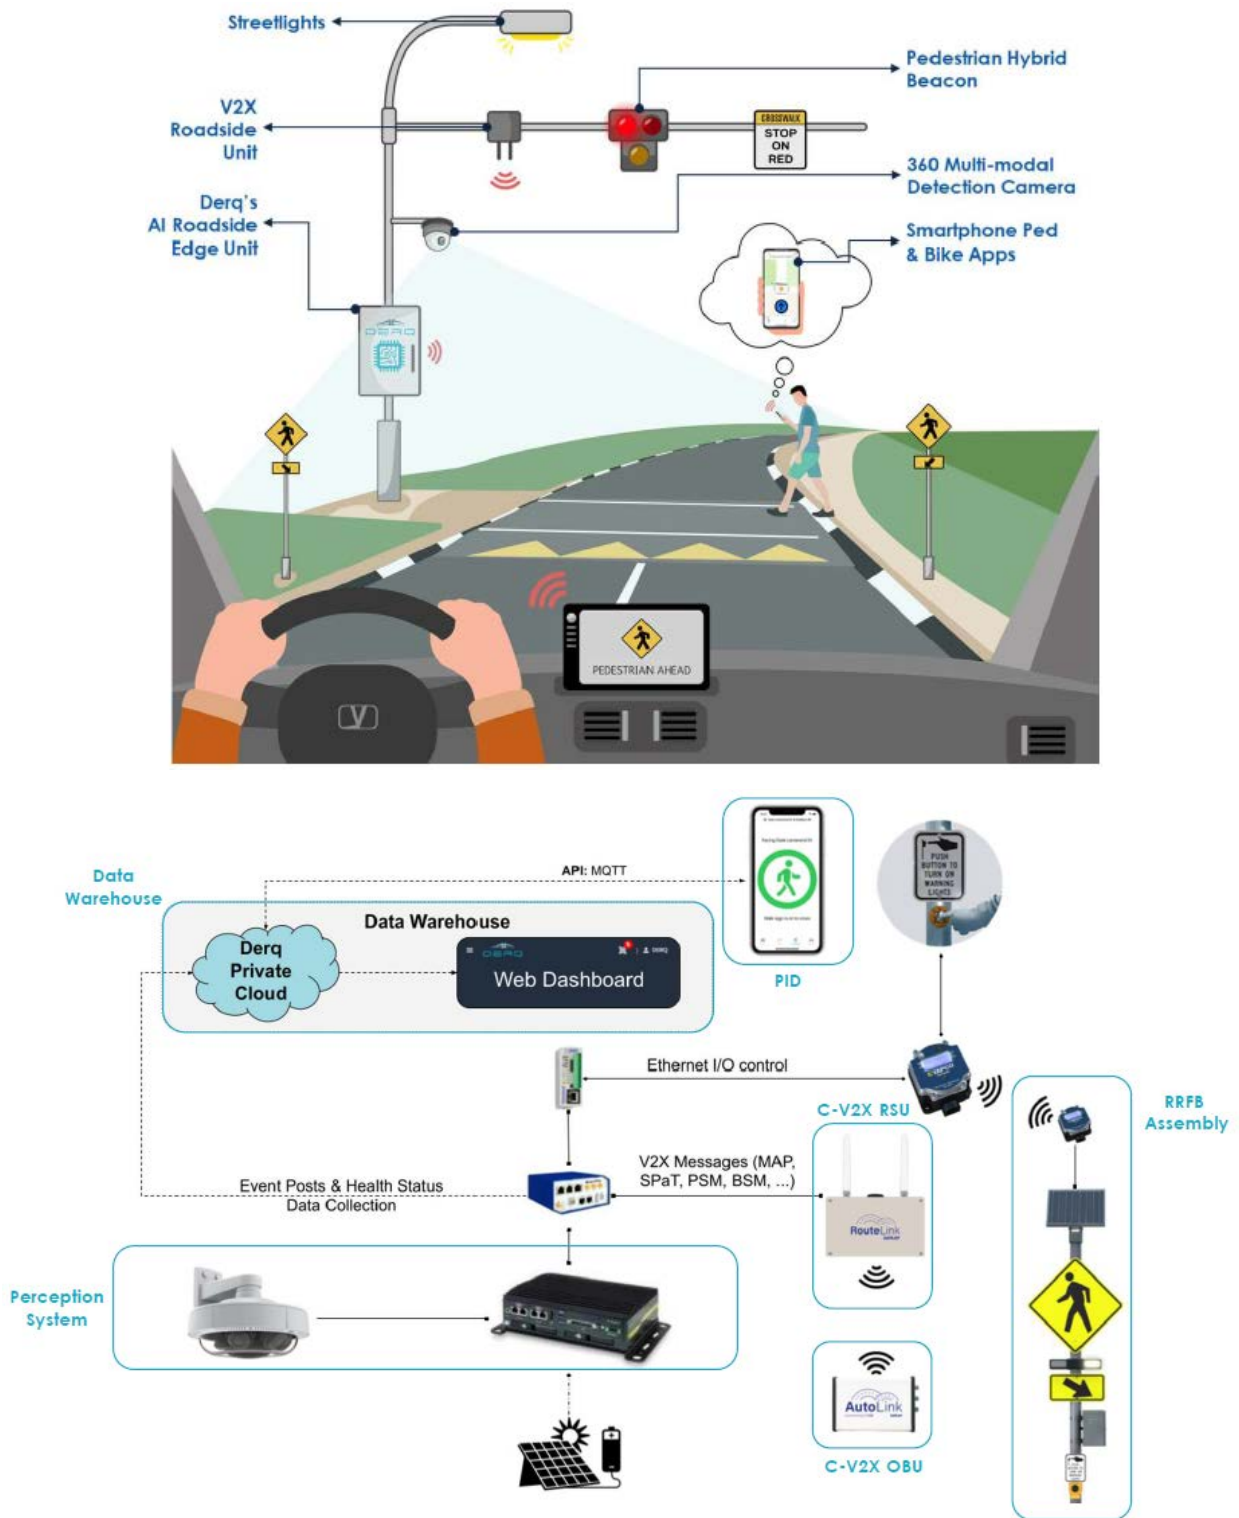 Streetlights
Pedestrian Hybrid
Beacon
V2X
Roadside
Unit
CROSSWALK
STOP
ON
RED
360 Multi-modal
Detection Camera
Derq's
AI Roadside
Edge Unit
Smartphone Ped
& Bike Apps
DERQ
PEDESTRIAN AHEAD
V
Data
Warehouse
API: MQTT
PUSH
BUTTON TO
TURN ON
WARNING
LIGHTS
Data Warehouse
Derq
Private
Cloud
DERQ
DERQ
Web Dashboard
PID
Ethernet I/O control
C-V2X RSU
RRFB
Assembly
V2X Messages (MAP,
SPaT, PSM, BSM, ...)
Event Posts & Health Status
Data Collection
RouteLink
Perception
System
AutoLink
C-V2X OBU